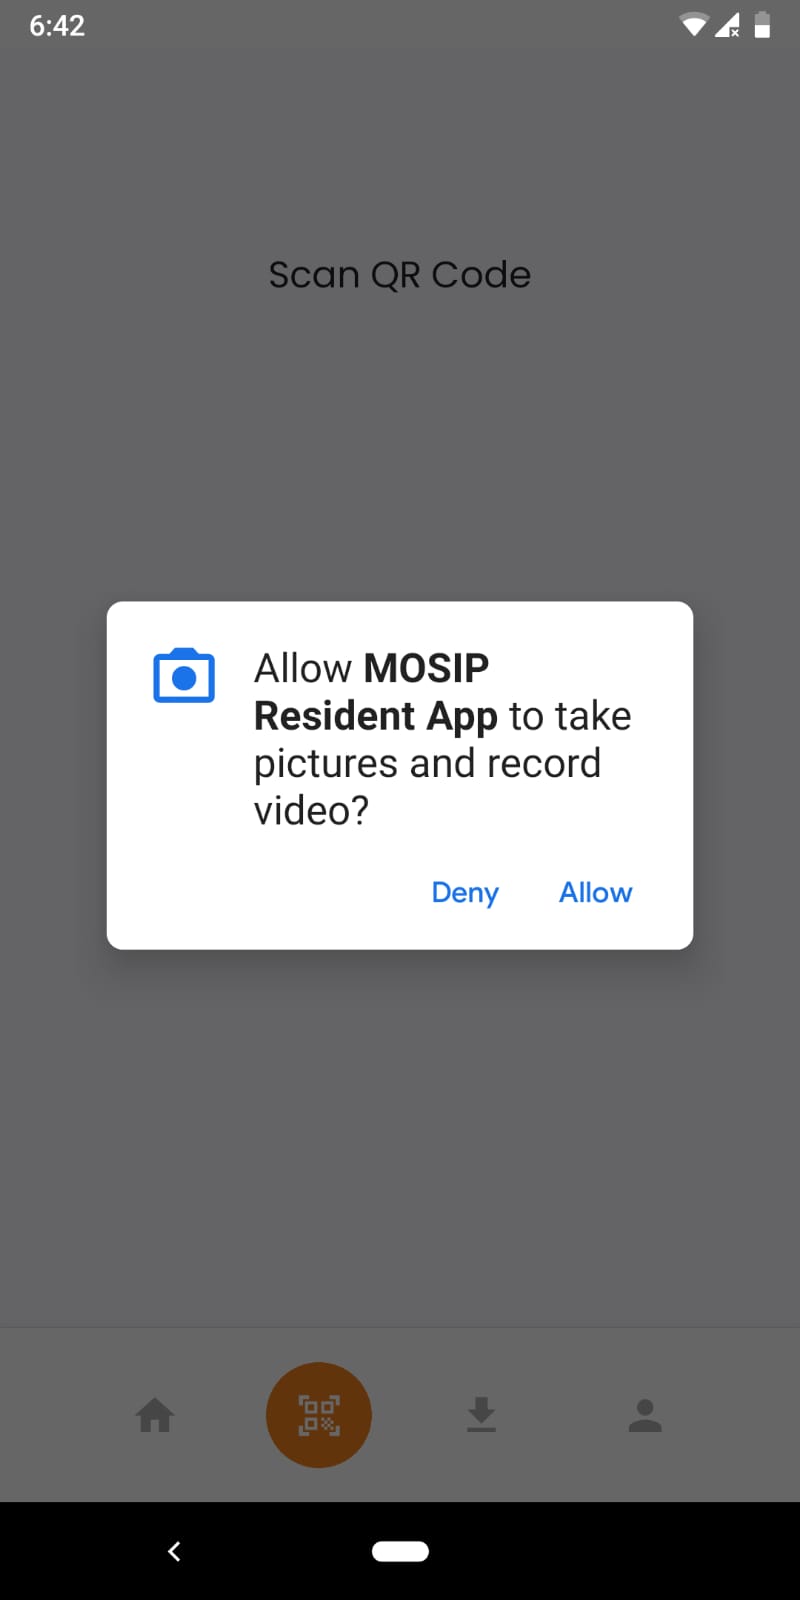 6:42
Scan QR Code
Allow MOSIP
Resident App to take
pictures and record
video?
Deny Allow